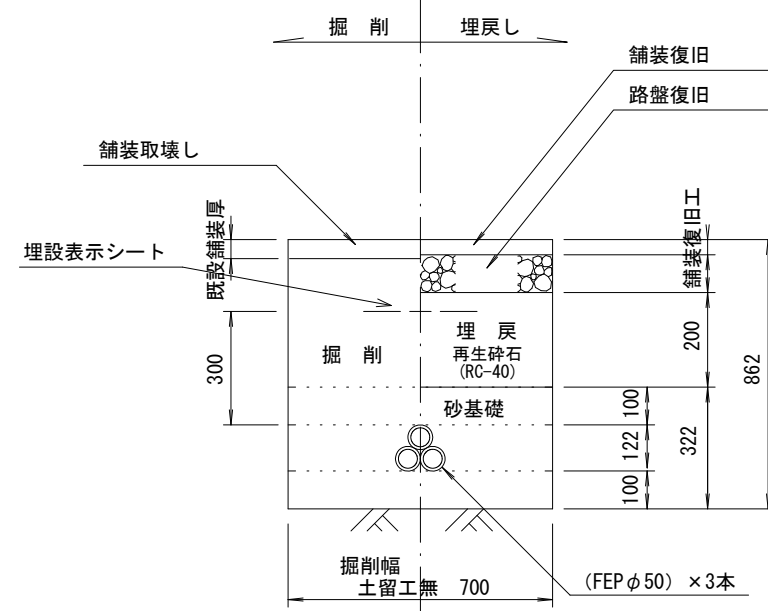 掘 削
埋戻し
舗装復旧
路盤復旧
舗装取壊し
埋設表示シート
既設舗装厚
舗装復旧工
埋 戻
再生砕石
(RC-40)
掘 削
300
200
862
砂基礎
100
122
322
100
掘削幅
土留工無 700
(FEPφ50) ×3本